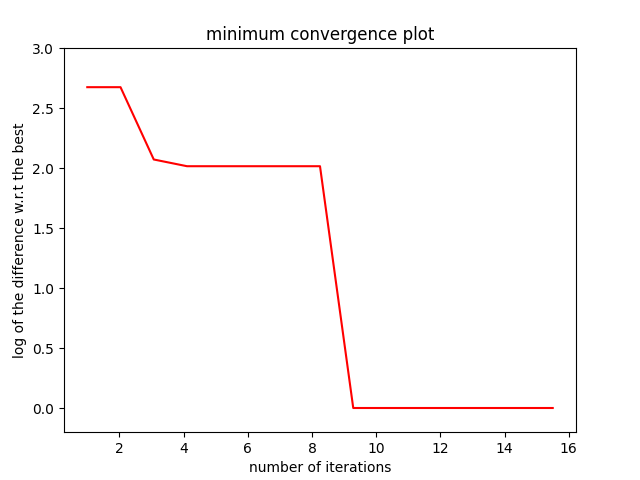 minimum convergence plot
3.0
2.5
2.0
1.5
1.0
0.5
0.0
log of the difference w.r.t the best
2 4 6 8 10 12 14 16
number of iterations